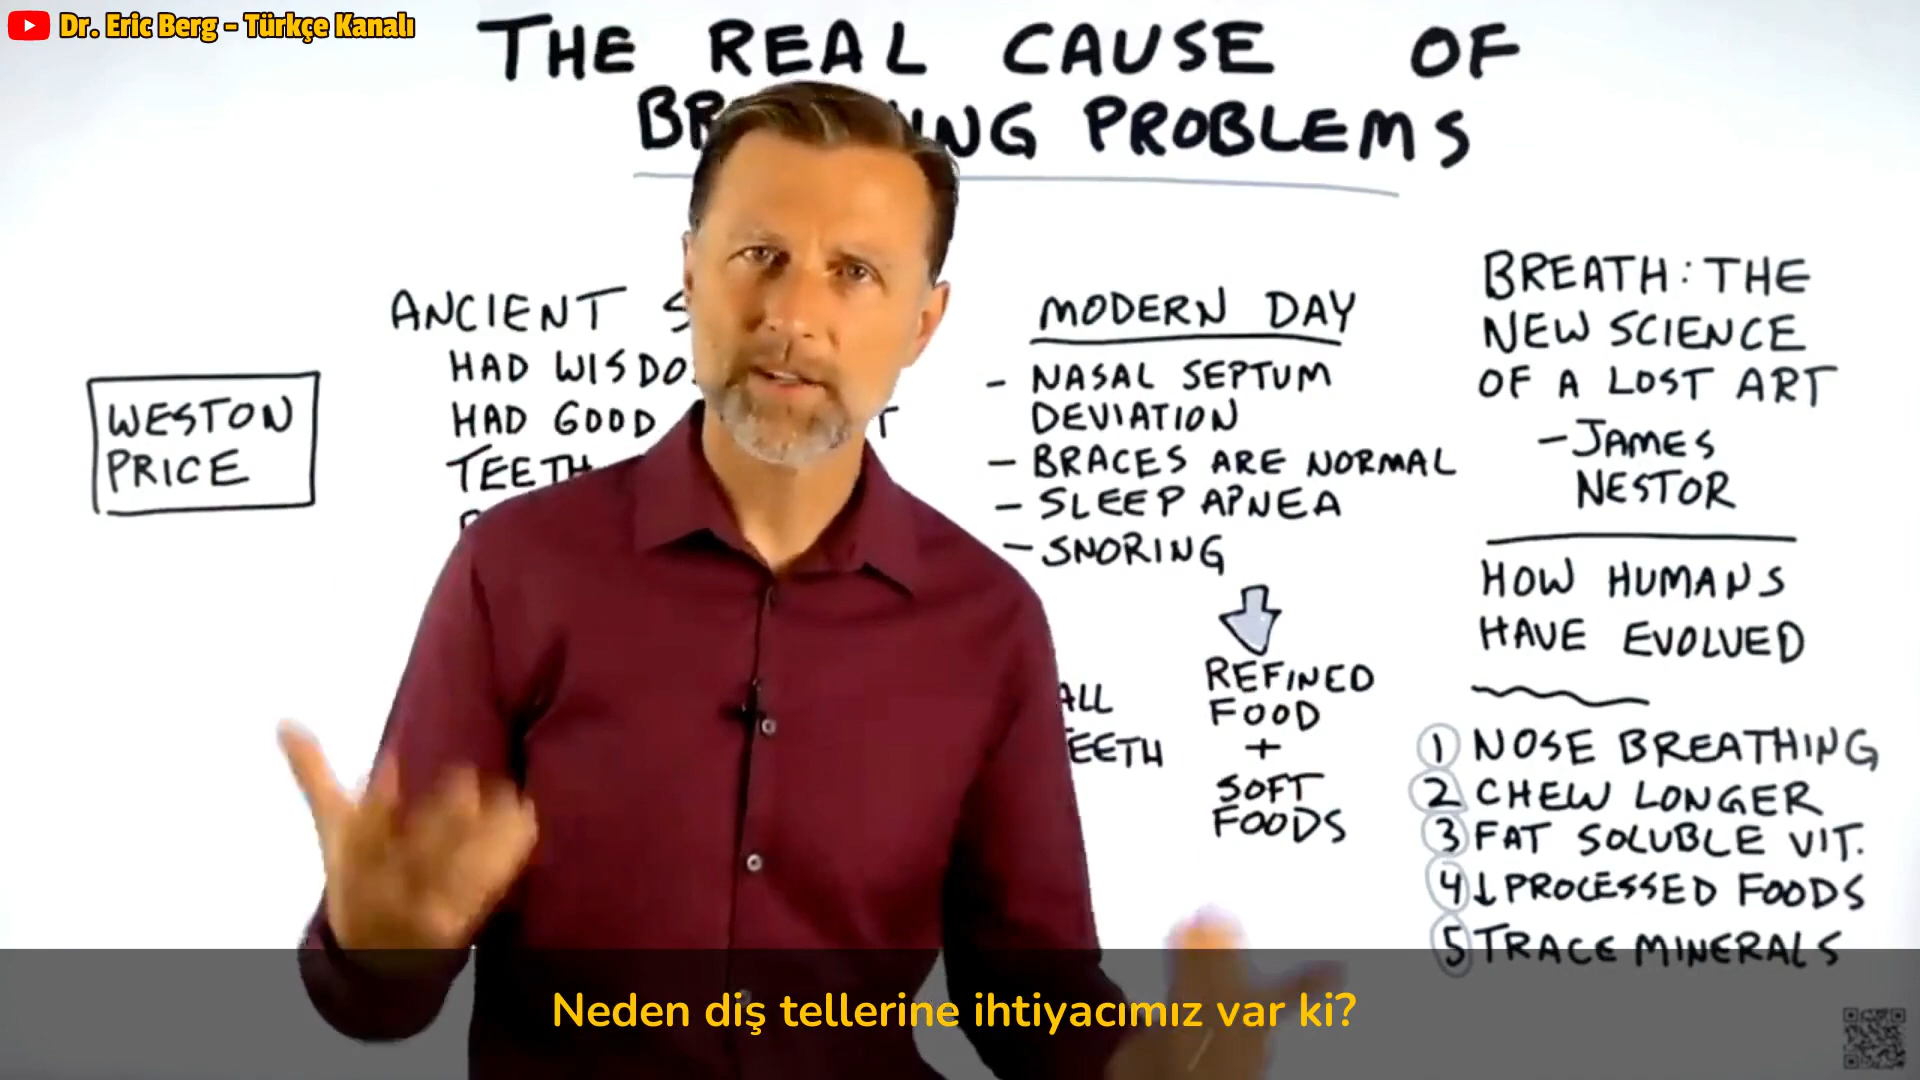 Dr. Eric Berg - Türkçe Kanalı
THE REAL CAUSE OF
PROBLEMS
ANCIENT
HAD
HAD GOOD
TEETH
WESTON
PRICE
MODERN DAY
- NASAL SEPTUM
DEVIATION
- BRACES ARE NORMAL
- SLEEP APNEA
- SNORING
REFINED
FOOD
+
SOFT
FOODS
BREATH: THE
NEW SCIENCE
OF A LOST ART
- JAMES
NESTOR
HOW HUMANS
HAVE EVOLVED
1 NOSE BREATHING
2 CHEW LONGER
3 FAT SOLUBLE VIT.
4 ↓ PROCESSED FOODS
5 TRACE MINERALS
Neden diş tellerine ihtiyacımız var ki?